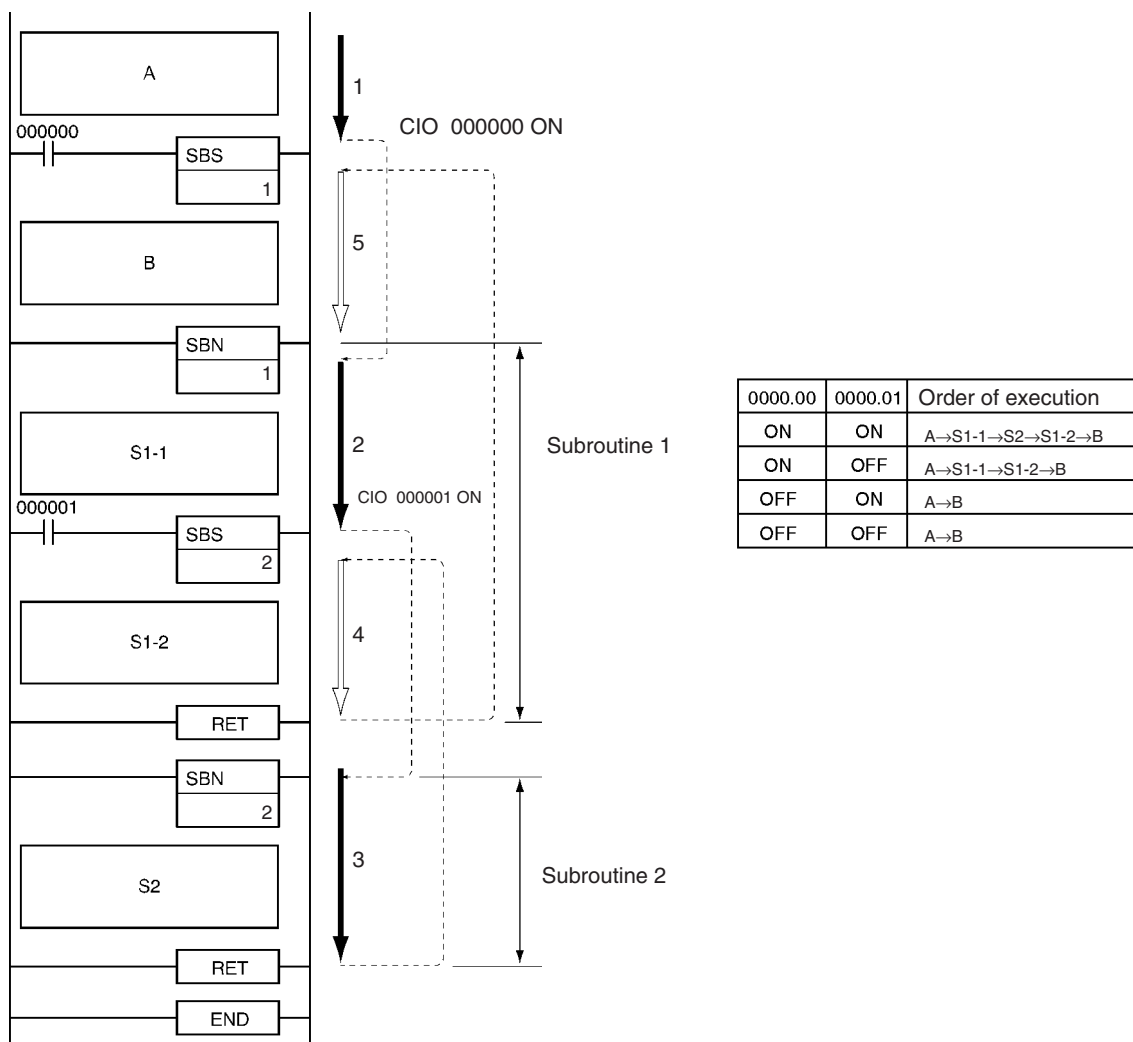 A
1
000000
CIO 000000 ON
SBS
1
5
B
SBN
1
S1-1
2
Subroutine 1
000001
CIO 000001 ON
SBS
2
S1-2
4
RET
SBN
2
S2
3
Subroutine 2
RET
END
0000.00 0000.01 Order of execution
ON ON A→S1-1→S2→S1-2→B
ON OFF A→S1-1→S1-2→B
OFF ON A→B
OFF OFF A→B